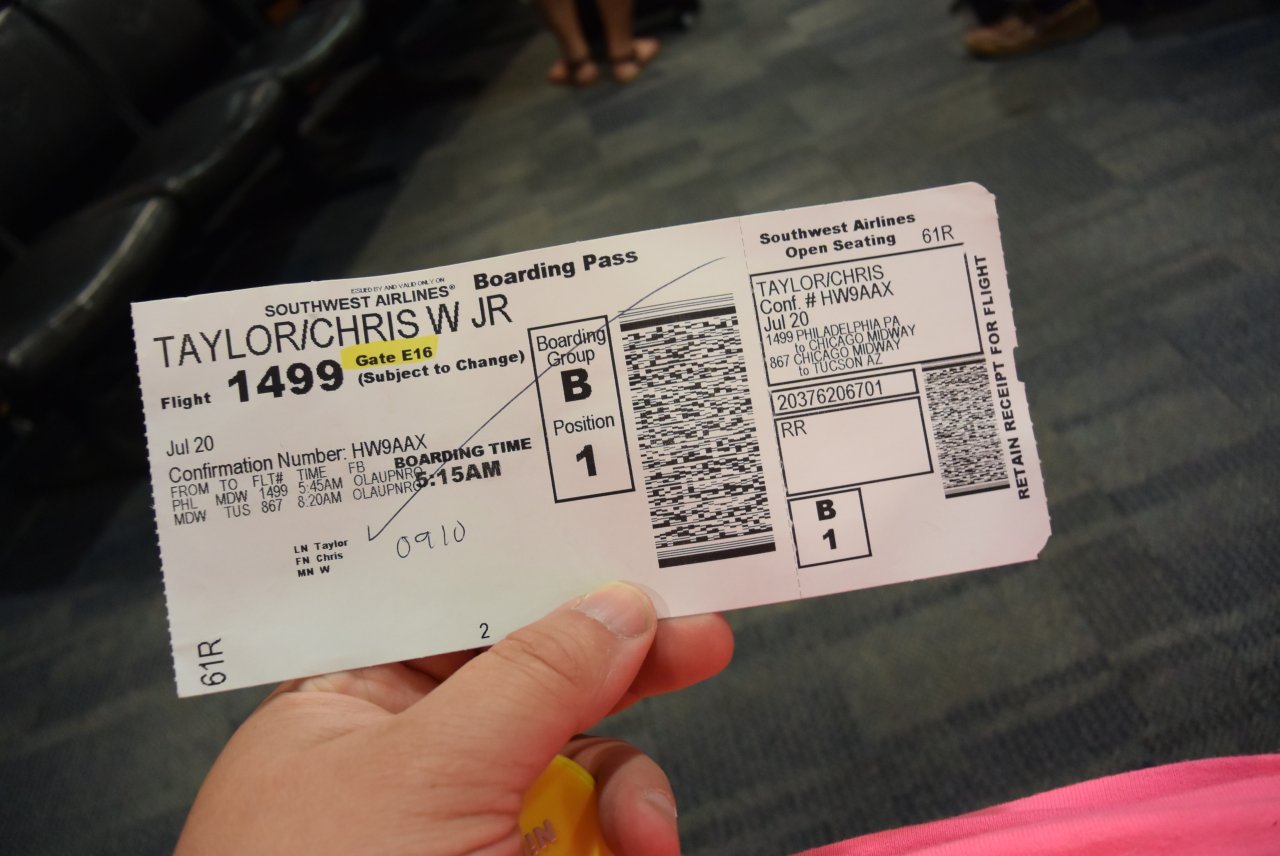 ISSUED BY AND VALID ONLY ON
SOUTHWEST AIRLINES® Boarding Pass
TAYLOR/CHRIS W JR
Flight 1499 Gate E16
(Subject to Change)
Jul 20
Confirmation Number: HW9AAX
BOARDING TIME
5:15AM
FROM TO FLT# TIME FB
PHL MDW 1499 5:45AM OLAUPNRO
MDW TUS 867 8:20AM OLAUPNRO
LN Taylor
FN Chris
MN W
0910
61R
2
Boarding
Group
B
Position
1
Southwest Airlines
Open Seating 61R
TAYLOR/CHRIS
Conf. # HW9AAX
Jul 20
1499 PHILADELPHIA PA
to CHICAGO MIDWAY
867 CHICAGO MIDWAY
to TUCSON AZ
20376206701
RR
B
1
RETAIN RECEIPT FOR FLIGHT